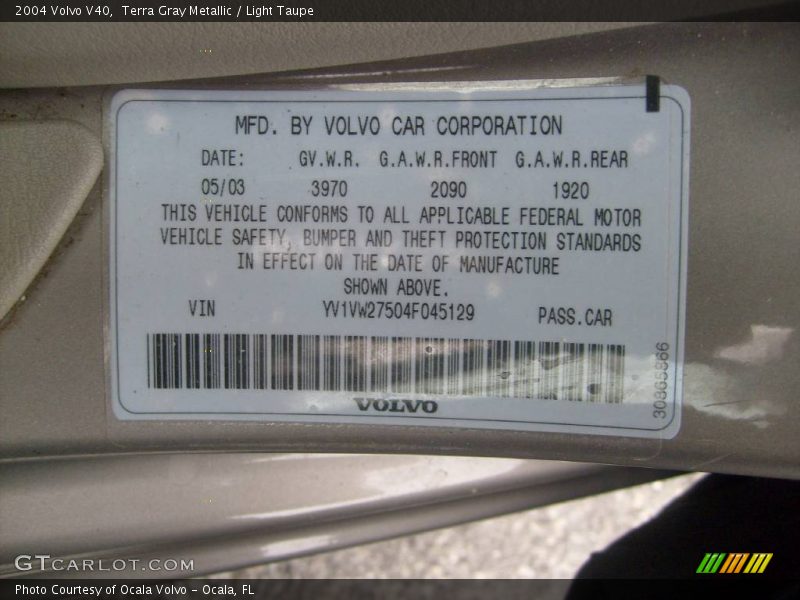 2004 Volvo V40, Terra Gray Metallic / Light Taupe
MFD. BY VOLVO CAR CORPORATION
DATE: GV.W.R. G.A.W.R.FRONT G.A.W.R.REAR
05/03 3970 2090 1920
THIS VEHICLE CONFORMS TO ALL APPLICABLE FEDERAL MOTOR
VEHICLE SAFETY, BUMPER AND THEFT PROTECTION STANDARDS
IN EFFECT ON THE DATE OF MANUFACTURE
SHOWN ABOVE.
VIN YV1VW27504F045129 PASS.CAR
VOLVO
30865866
GTCARLOT.COM
Photo Courtesy of Ocala Volvo - Ocala, FL